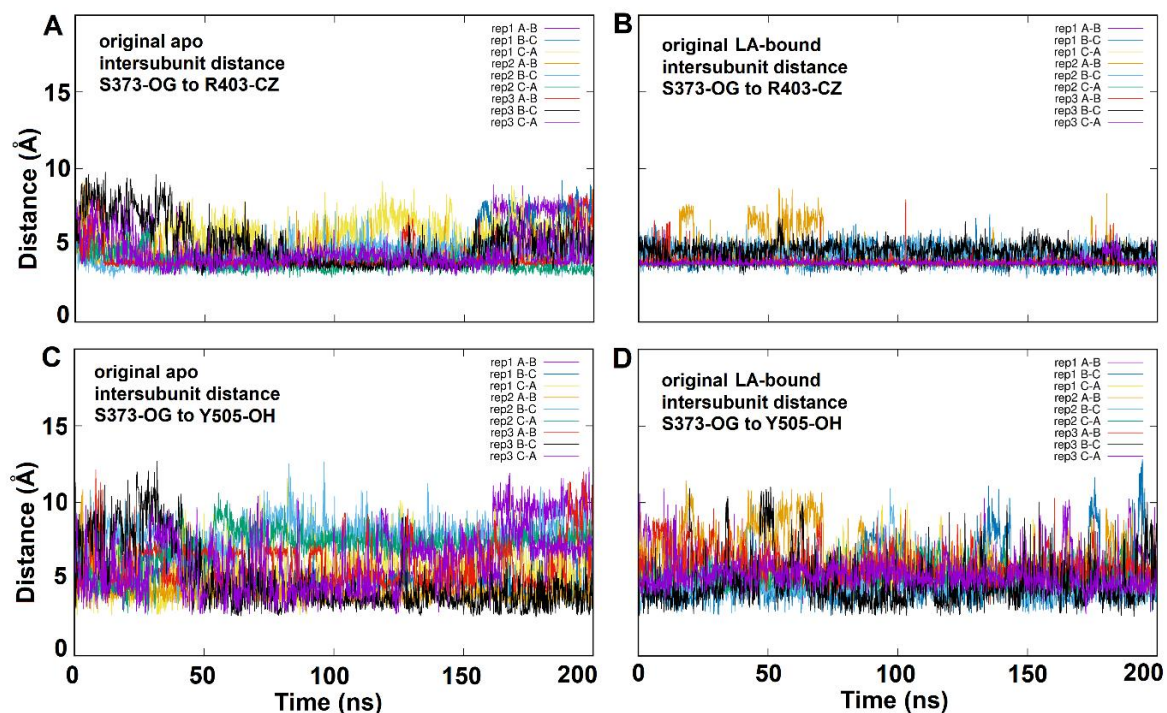 A
original apo
intersubunit distance
S373-OG to R403-CZ
rep1 A-B
rep1 B-C
rep1 C-A
rep2 A-B
rep2 B-C
rep2 C-A
rep3 A-B
rep3 B-C
rep3 C-A
Distance (Å)
15
10
5
0
B
original LA-bound
intersubunit distance
S373-OG to R403-CZ
rep1 A-B
rep1 B-C
rep1 C-A
rep2 A-B
rep2 B-C
rep2 C-A
rep3 A-B
rep3 B-C
rep3 C-A
C
original apo
intersubunit distance
S373-OG to Y505-OH
rep1 A-B
rep1 B-C
rep1 C-A
rep2 A-B
rep2 B-C
rep2 C-A
rep3 A-B
rep3 B-C
rep3 C-A
Distance (Å)
15
10
5
0
0 50 100 150 200
Time (ns)
D
original LA-bound
intersubunit distance
S373-OG to Y505-OH
rep1 A-B
rep1 B-C
rep1 C-A
rep2 A-B
rep2 B-C
rep2 C-A
rep3 A-B
rep3 B-C
rep3 C-A
0 50 100 150 200
Time (ns)